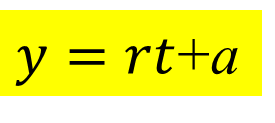 y = rt+a